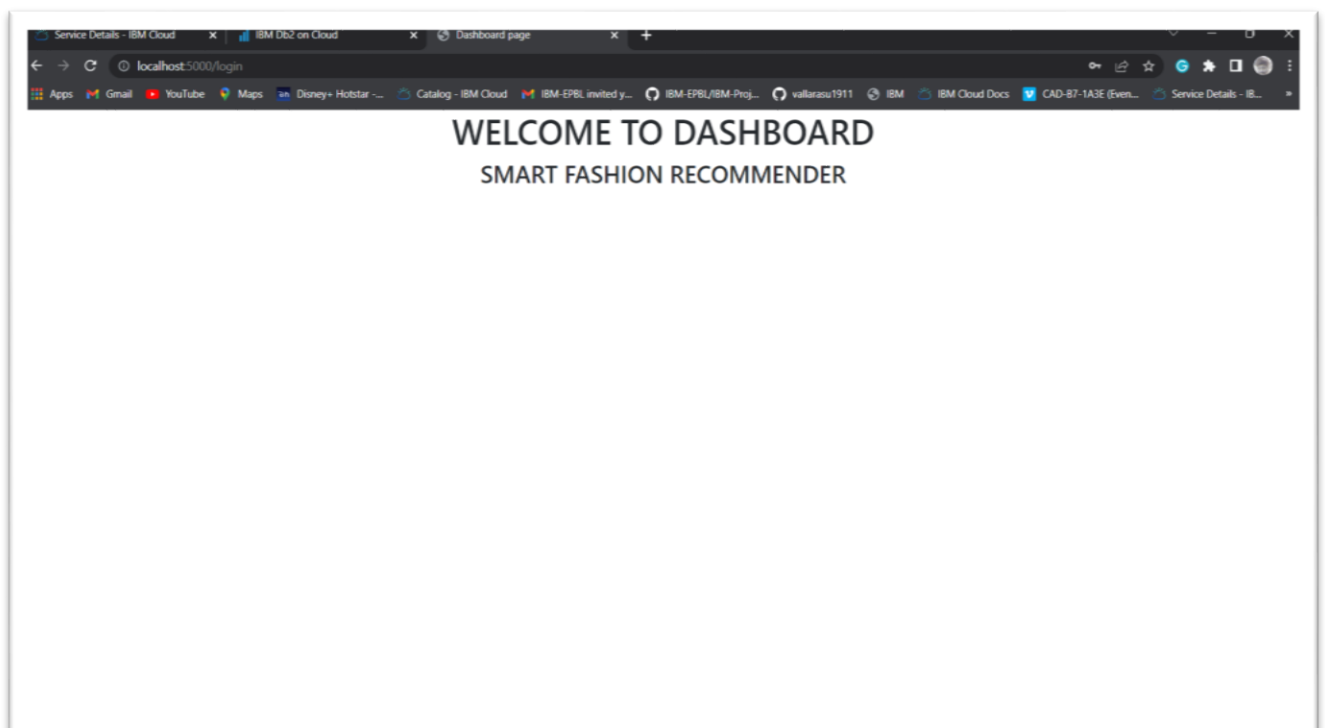 Service Details - IBM Cloud IBM Db2 on Cloud Dashboard page
localhost:5000/login
Apps Gmail YouTube Maps Disney+ Hotstar -... Catalog - IBM Cloud IBM-EPBL invited y... IBM-EPBL/IBM-Proj... vallarasu1911 IBM IBM Cloud Docs CAD-B7-1A3E (Even... Service Details - IB... »
WELCOME TO DASHBOARD
SMART FASHION RECOMMENDER